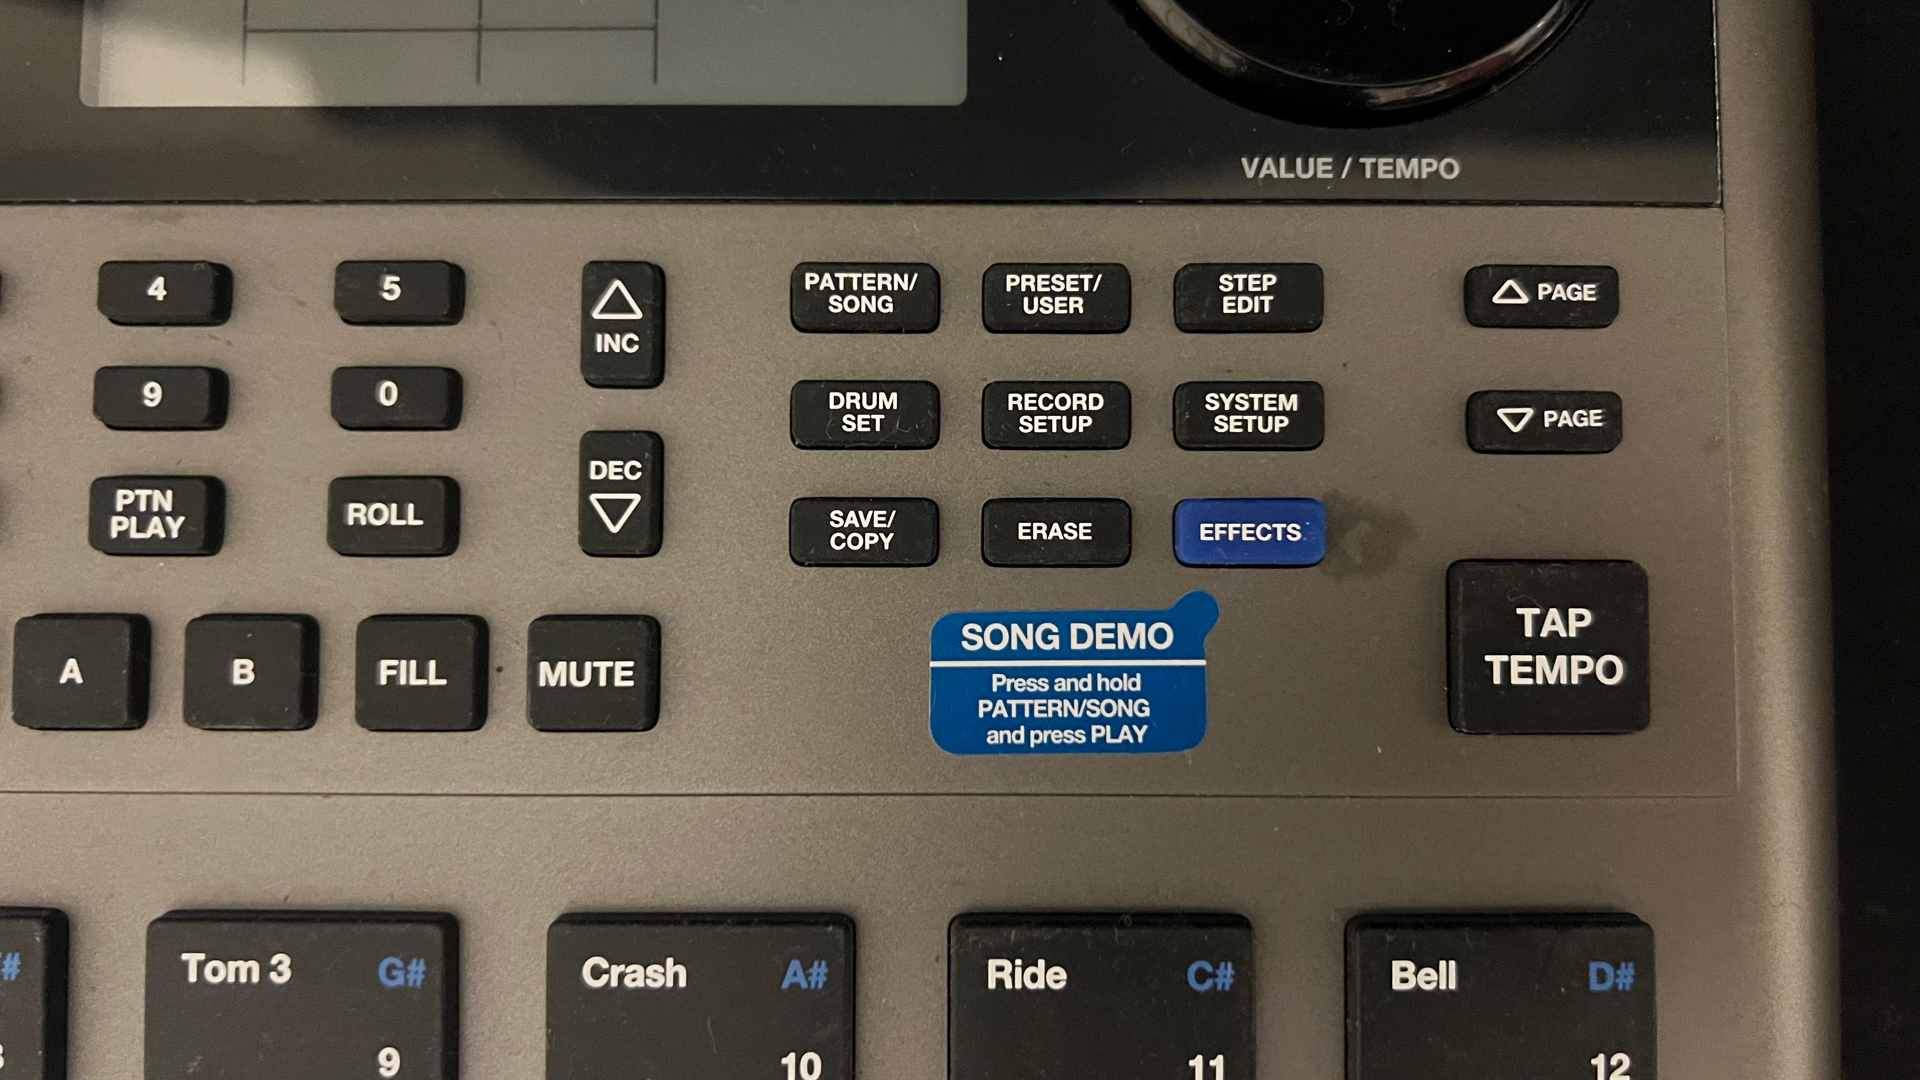 VALUE / TEMPO
4
5
INC
PATTERN/
SONG
PRESET/
USER
STEP
EDIT
PAGE
9
0
DEC
DRUM
SET
RECORD
SETUP
SYSTEM
SETUP
PAGE
PTN
PLAY
ROLL
SAVE/
COPY
ERASE
EFFECTS
A
B
FILL
MUTE
SONG DEMO
Press and hold
PATTERN/SONG
and press PLAY
TAP
TEMPO
Tom 3
G#
9
Crash
A#
10
Ride
C#
11
Bell
D#
12